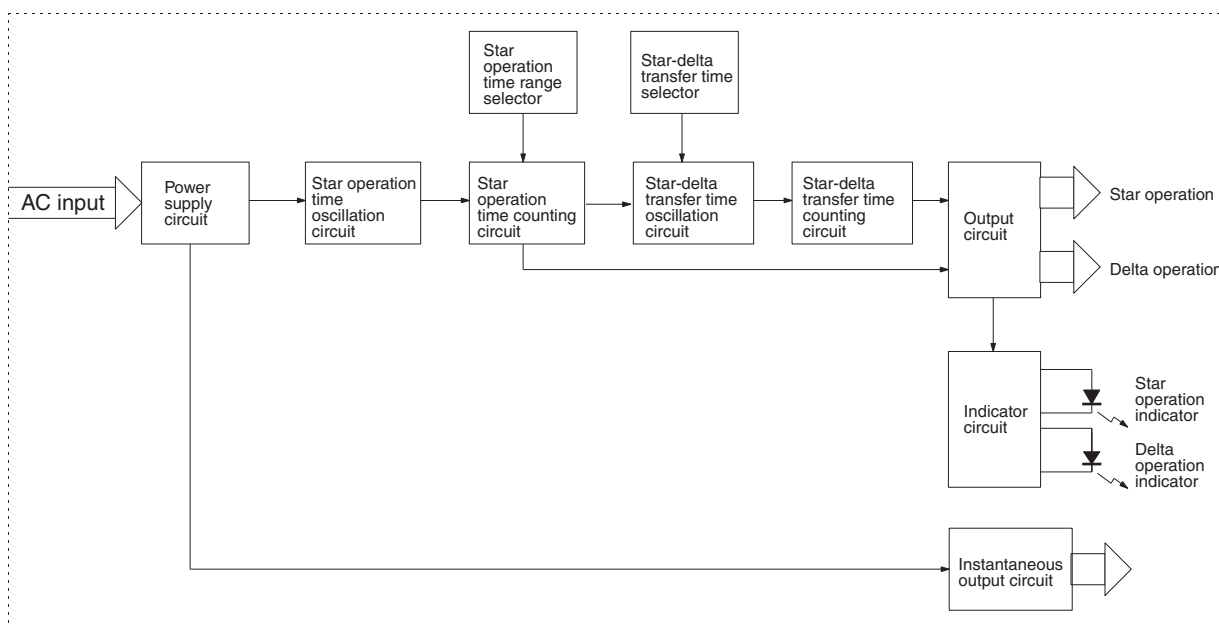 Star
operation
time range
selector
Star-delta
transfer time
selector
AC input
Power
supply
circuit
Star operation
time
oscillation
circuit
Star
operation
time counting
circuit
Star-delta
transfer time
oscillation
circuit
Star-delta
transfer time
counting
circuit
Output
circuit
Star operation
Delta operation
Indicator
circuit
Star
operation
indicator
Delta
operation
indicator
Instantaneous
output circuit